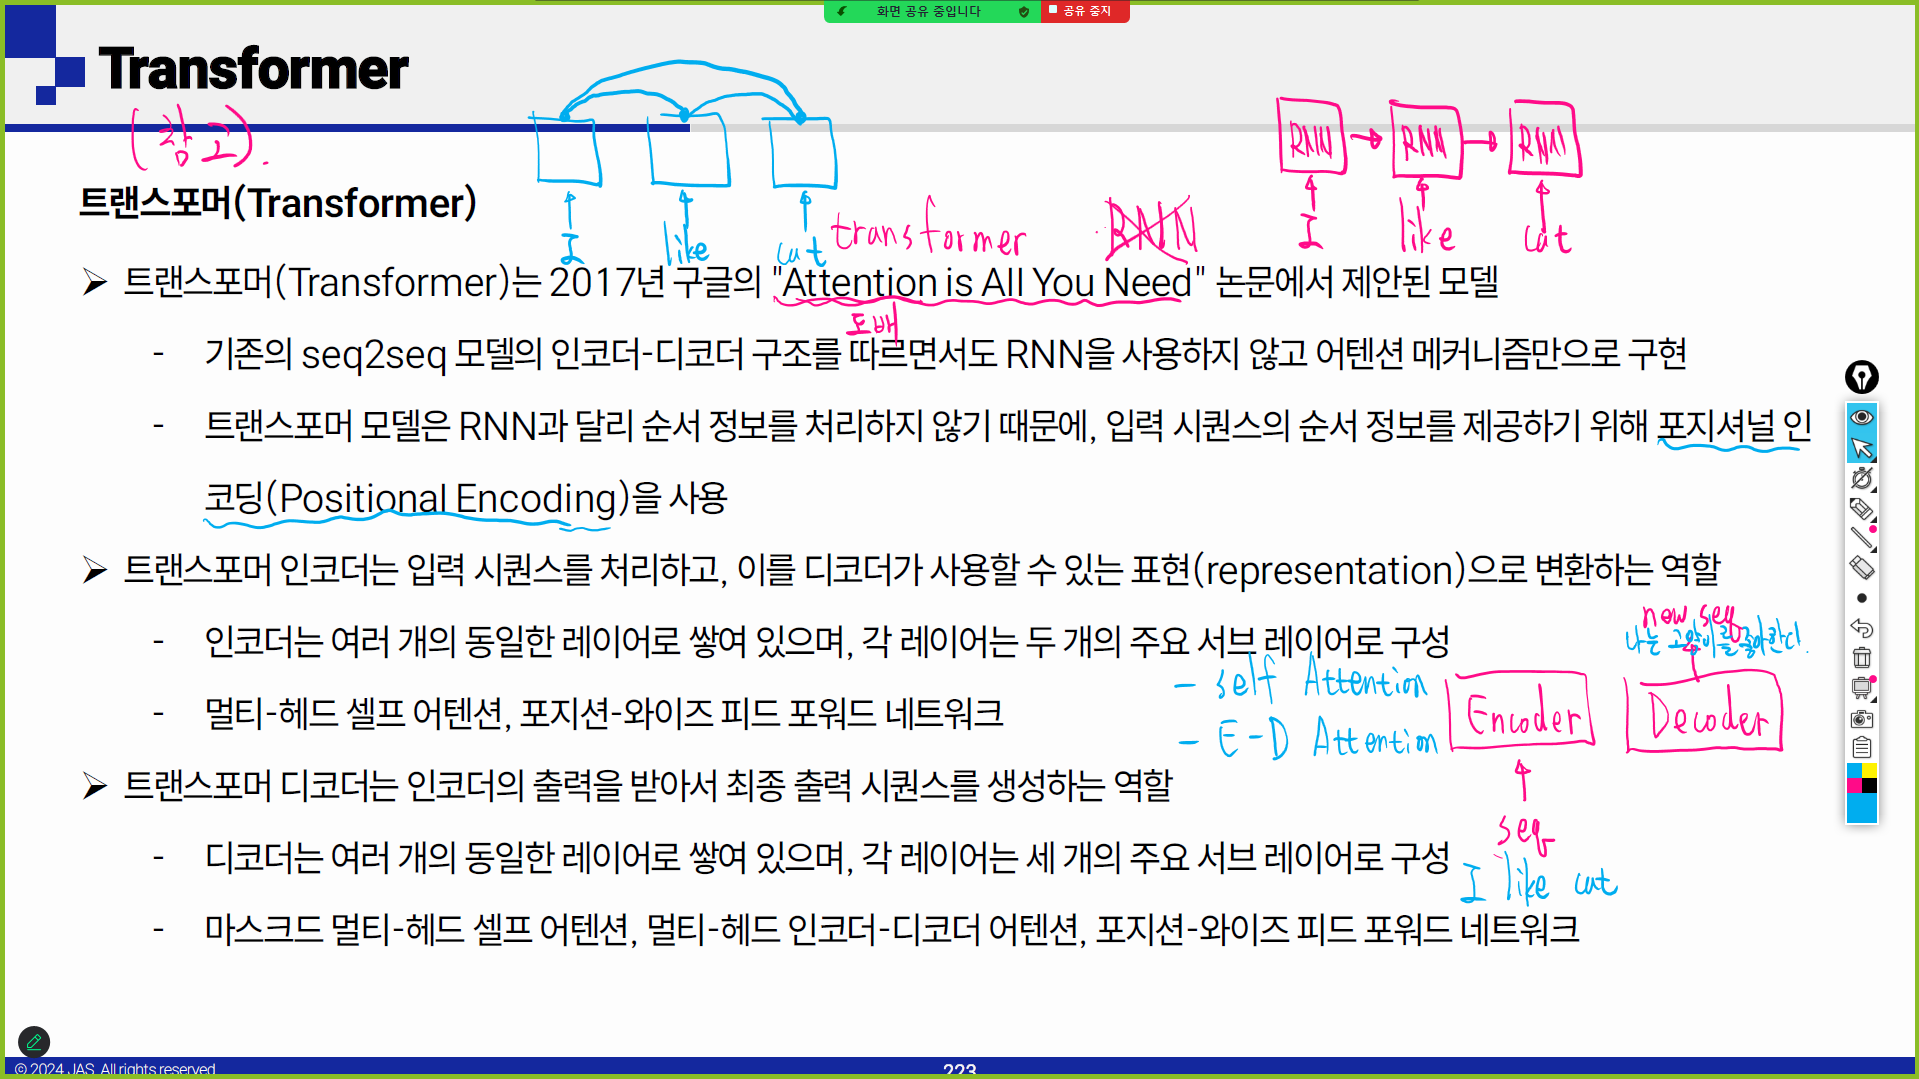 화면 공유 중입니다
공유 중지
Transformer
(참고).
RNN RNN RNN
I like cat
I like cat
transformer RNN
트랜스포머(Transformer)
트랜스포머(Transformer)는 2017년 구글의 "Attention is All You Need" 논문에서 제안된 모델
도배
- 기존의 seq2seq 모델의 인코더-디코더 구조를 따르면서도 RNN을 사용하지 않고 어텐션 메커니즘만으로 구현
- 트랜스포머 모델은 RNN과 달리 순서 정보를 처리하지 않기 때문에, 입력 시퀀스의 순서 정보를 제공하기 위해 포지셔널 인
코딩(Positional Encoding)을 사용
트랜스포머 인코더는 입력 시퀀스를 처리하고, 이를 디코더가 사용할 수 있는 표현(representation)으로 변환하는 역할
- 인코더는 여러 개의 동일한 레이어로 쌓여 있으며, 각 레이어는 두 개의 주요 서브 레이어로 구성
new seq
나는 고양이를 좋아한다.
- self Attention
- E-D Attention
Encoder
Decoder
- 멀티-헤드 셀프 어텐션, 포지션-와이즈 피드 포워드 네트워크
트랜스포머 디코더는 인코더의 출력을 받아서 최종 출력 시퀀스를 생성하는 역할
seq
I like cat
- 디코더는 여러 개의 동일한 레이어로 쌓여 있으며, 각 레이어는 세 개의 주요 서브 레이어로 구성
- 마스크드 멀티-헤드 셀프 어텐션, 멀티-헤드 인코더-디코더 어텐션, 포지션-와이즈 피드 포워드 네트워크
© 2024 JAS. All rights reserved
223